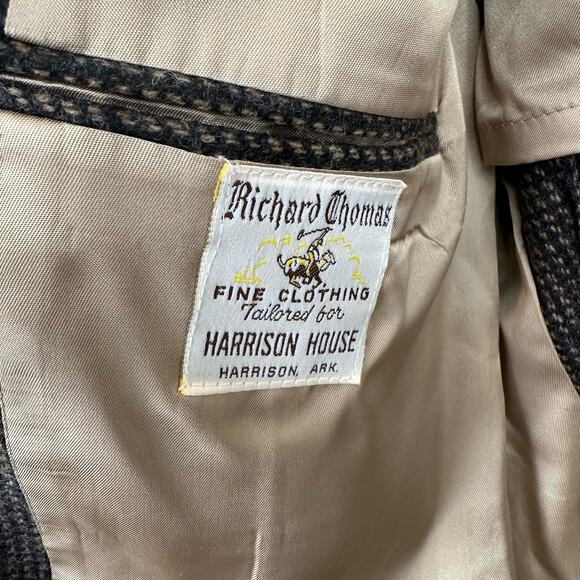 Richard Thomas
FINE CLOTHING
Tailored for
HARRISON HOUSE
HARRISON, ARK.